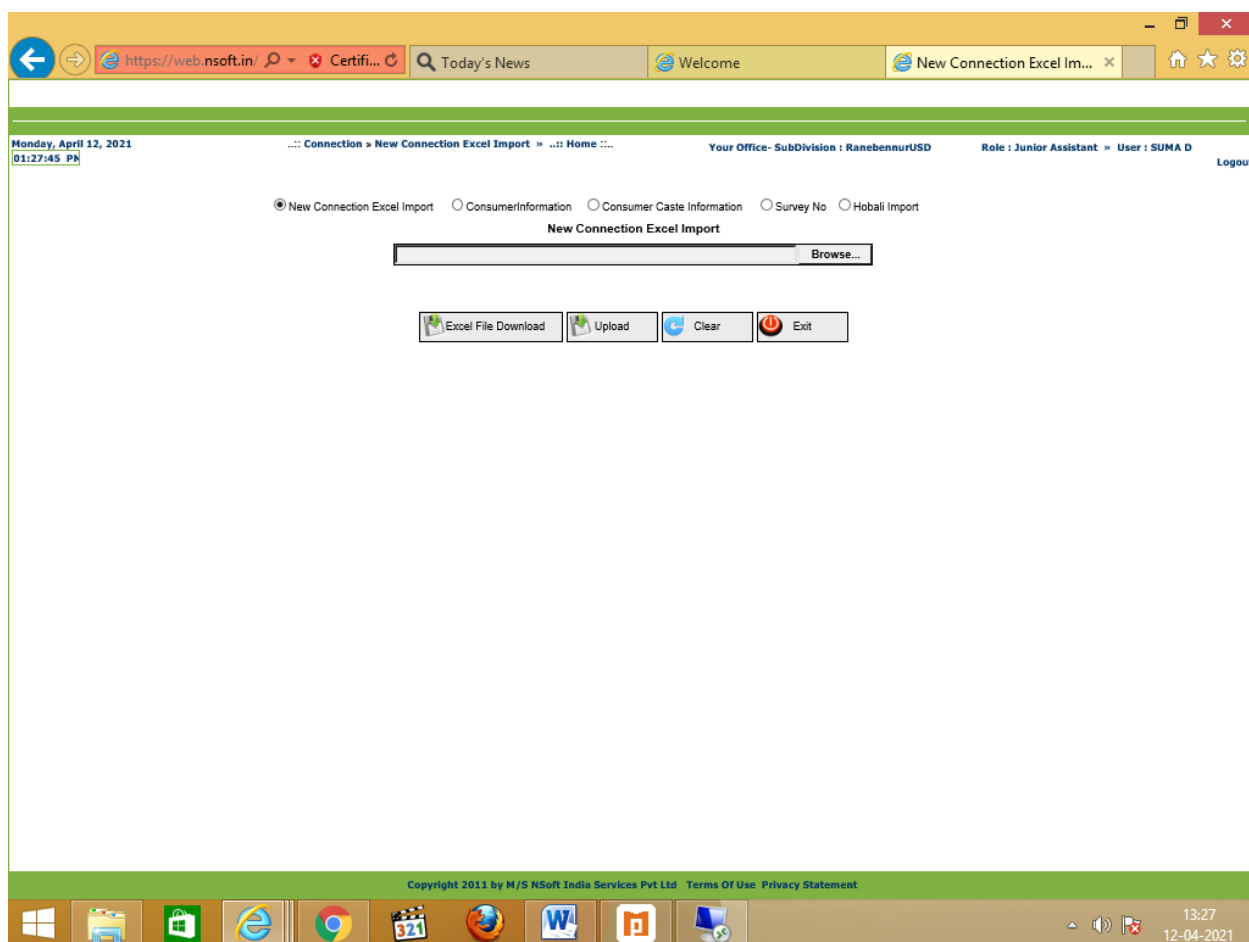 https://web.nsoft.in/ Certifi... Today's News Welcome New Connection Excel Im...
Monday, April 12, 2021 ..:: Connection » New Connection Excel Import » ..:: Home ::.. Your Office- SubDivision : RanebennurUSD Role : Junior Assistant » User : SUMA D
01:27:45 PM
Logout
New Connection Excel Import ConsumerInformation Consumer Caste Information Survey No Hobali Import
New Connection Excel Import
Browse...
Excel File Download Upload Clear Exit
Copyright 2011 by M/S NSoft India Services Pvt Ltd Terms Of Use Privacy Statement
321
13:27
12-04-2021